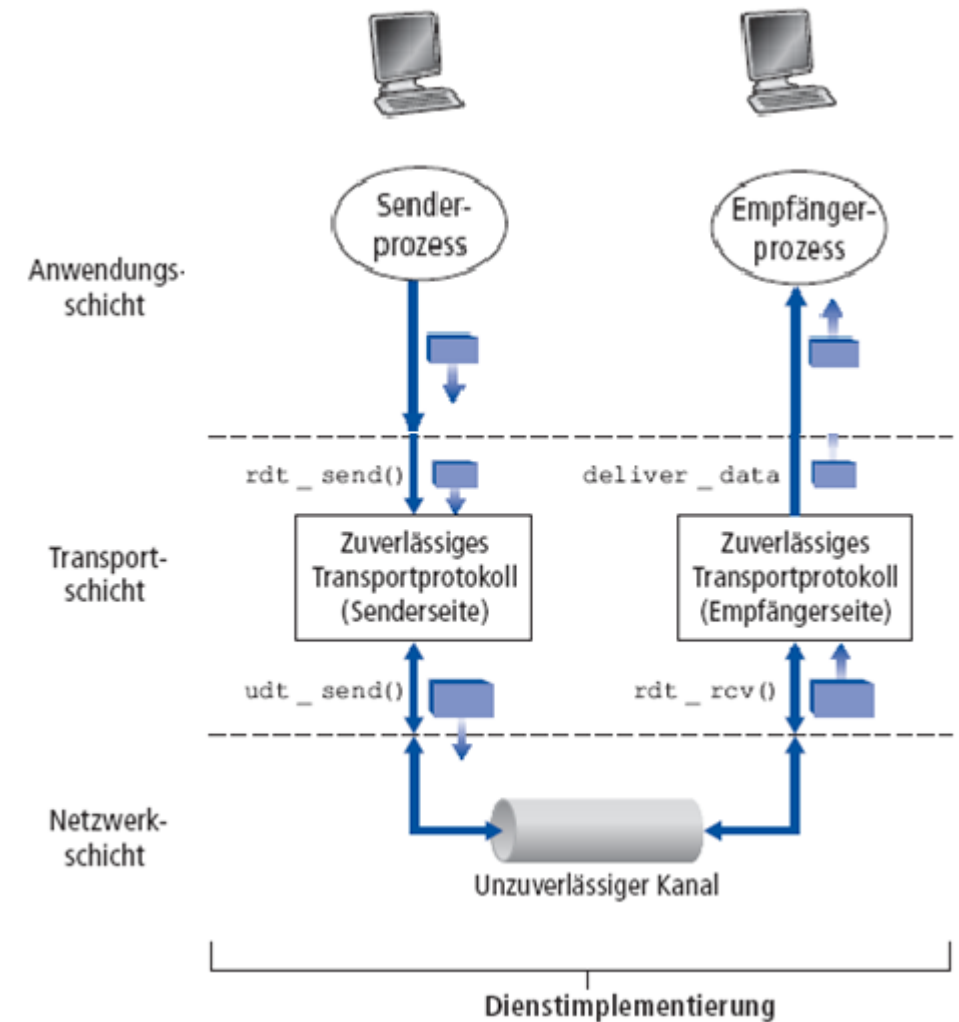 Sender-
prozess
Empfänger-
prozess
Anwendungs-
schicht
rdt _ send()
deliver _ data
Transport-
schicht
Zuverlässiges
Transportprotokoll
(Senderseite)
Zuverlässiges
Transportprotokoll
(Empfängerseite)
udt _ send()
rdt _ rcv()
Netzwerk-
schicht
Unzuverlässiger Kanal
Dienstimplementierung